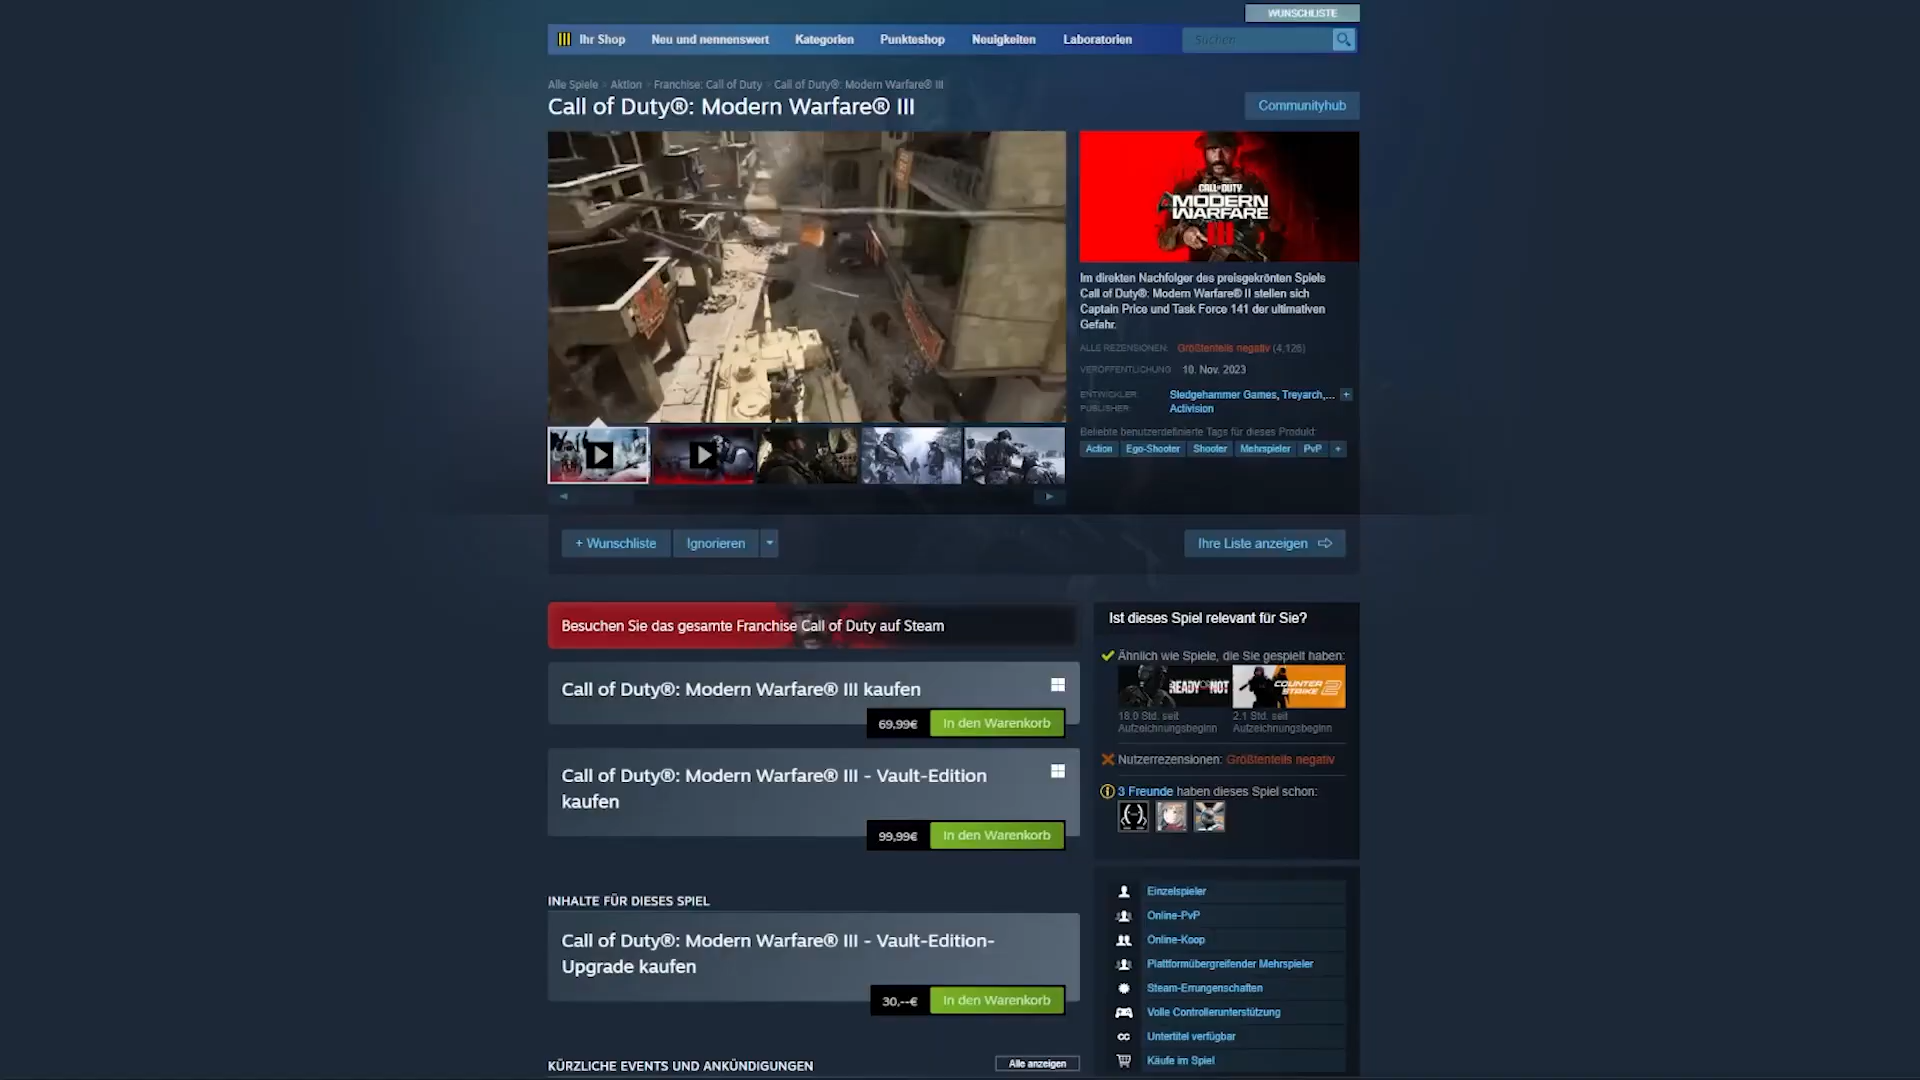 WUNSCHLISTE
Ihr Shop
Neu und nennenswert
Kategorien
Punkteshop
Neuigkeiten
Laboratorien
Suchen
Alle Spiele > Aktion > Franchise: Call of Duty > Call of Duty®: Modern Warfare® III
Call of Duty®: Modern Warfare® III
Communityhub
CALL OF DUTY
MODERN
WARFARE
III
Im direkten Nachfolger des preisgekrönten Spiels
Call of Duty®: Modern Warfare® II stellen sich
Captain Price und Task Force 141 der ultimativen
Gefahr.
ALLE REZENSIONEN: Größtenteils negativ (4,126)
VERÖFFENTLICHUNG: 10. Nov. 2023
ENTWICKLER: Sledgehammer Games, Treyarch,... +
PUBLISHER: Activision
Beliebte benutzerdefinierte Tags für dieses Produkt:
Action Ego-Shooter Shooter Mehrspieler PvP +
+ Wunschliste
Ignorieren
Ihre Liste anzeigen
Besuchen Sie das gesamte Franchise Call of Duty auf Steam
Call of Duty®: Modern Warfare® III kaufen
69,99€ In den Warenkorb
Call of Duty®: Modern Warfare® III - Vault-Edition
kaufen
99,99€ In den Warenkorb
INHALTE FÜR DIESES SPIEL
Call of Duty®: Modern Warfare® III - Vault-Edition-
Upgrade kaufen
30,--€ In den Warenkorb
KÜRZLICHE EVENTS UND ANKÜNDIGUNGEN
Alle anzeigen
Ist dieses Spiel relevant für Sie?
Ähnlich wie Spiele, die Sie gespielt haben:
READY OR NOT
COUNTER
STRIKE 2
18.0 Std. seit
Aufzeichnungsbeginn
2.1 Std. seit
Aufzeichnungsbeginn
Nutzerrezensionen: Größtenteils negativ
3 Freunde haben dieses Spiel schon:
Einzelspieler
Online-PvP
Online-Koop
Plattformübergreifender Mehrspieler
Steam-Errungenschaften
Volle Controllerunterstützung
CC Untertitel verfügbar
Käufe im Spiel